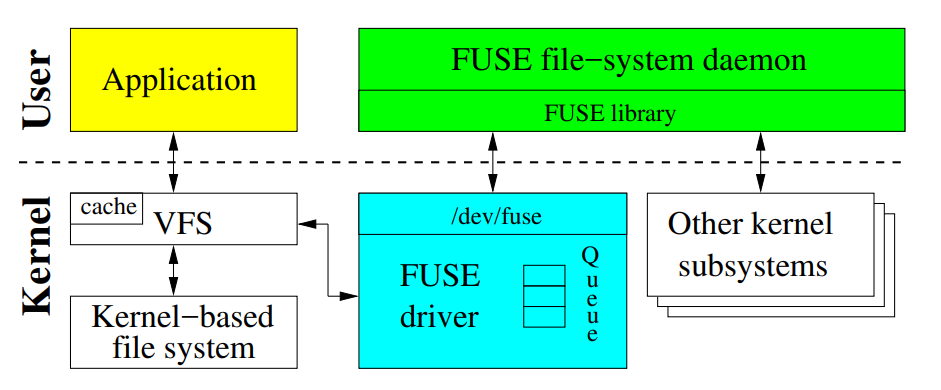 User
Application
FUSE file−system daemon
FUSE library
Kernel
cache
VFS
Kernel−based
file system
/dev/fuse
FUSE
driver
Queue
Other kernel
subsystems